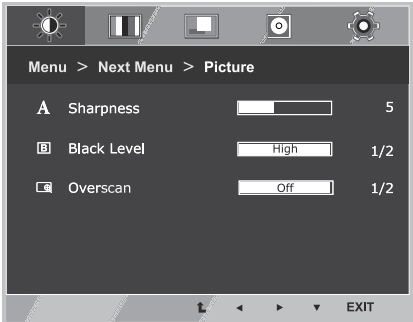 Menu > Next Menu > Picture
A Sharpness 5
B Black Level High 1/2
Overscan Off 1/2
EXIT